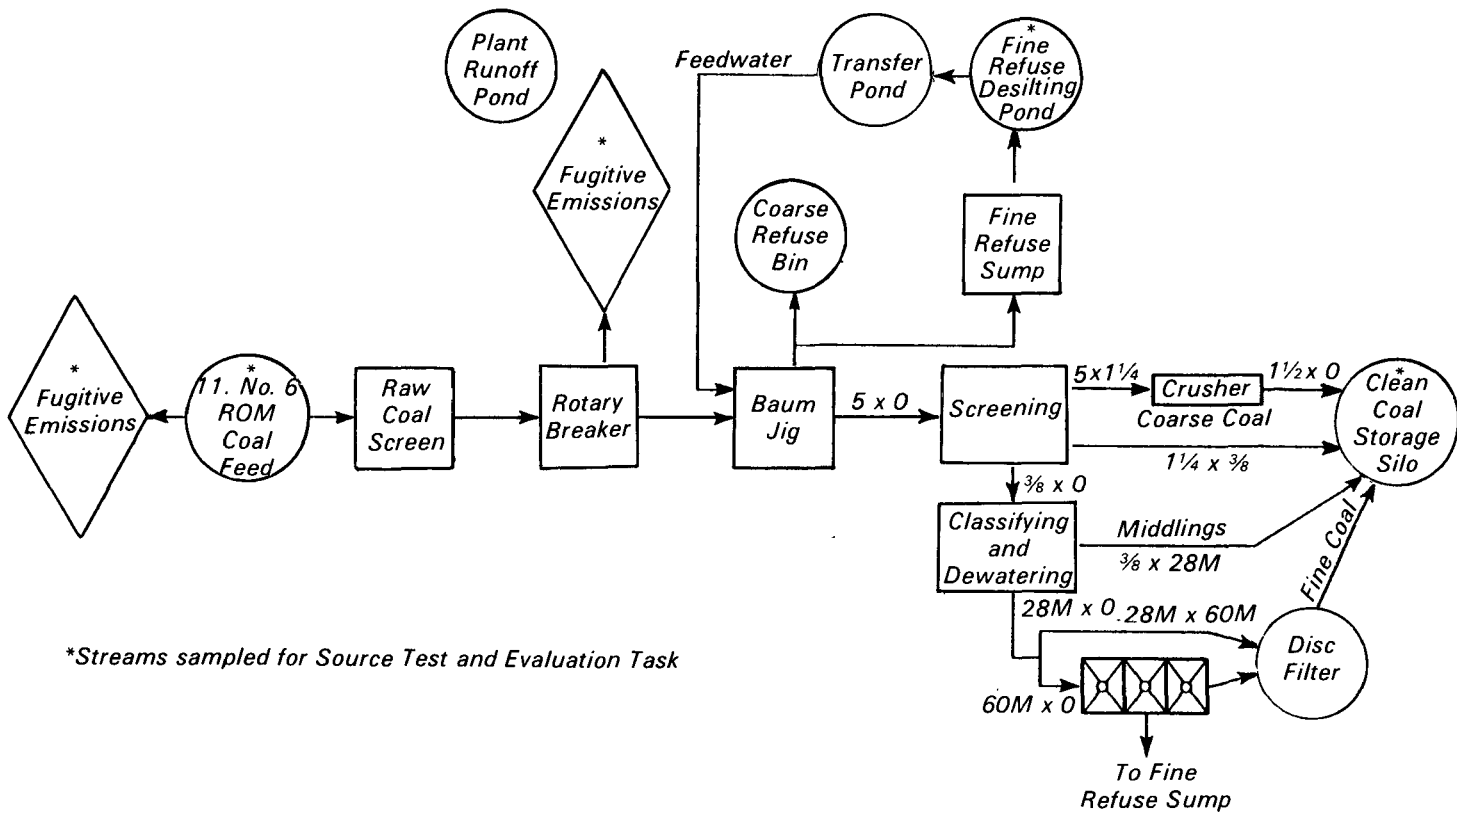 Plant
Runoff
Pond
Feedwater
Transfer
Pond
*
Fine
Refuse
Desilting
Pond
*
Fugitive
Emissions
Coarse
Refuse
Bin
Fine
Refuse
Sump
*
Fugitive
Emissions
*
11. No. 6
ROM
Coal
Feed
Raw
Coal
Screen
Rotary
Breaker
Baum
Jig
5 x 0
Screening
5 x 1¼
Crusher
Coarse Coal
1½ x 0
1¼ x ⅜
*
Clean
Coal
Storage
Silo
⅜ x 0
Classifying
and
Dewatering
Middlings
⅜ x 28M
Fine Coal
28M x 0
28M x 60M
60M x 0
Disc
Filter
To Fine
Refuse Sump
*Streams sampled for Source Test and Evaluation Task